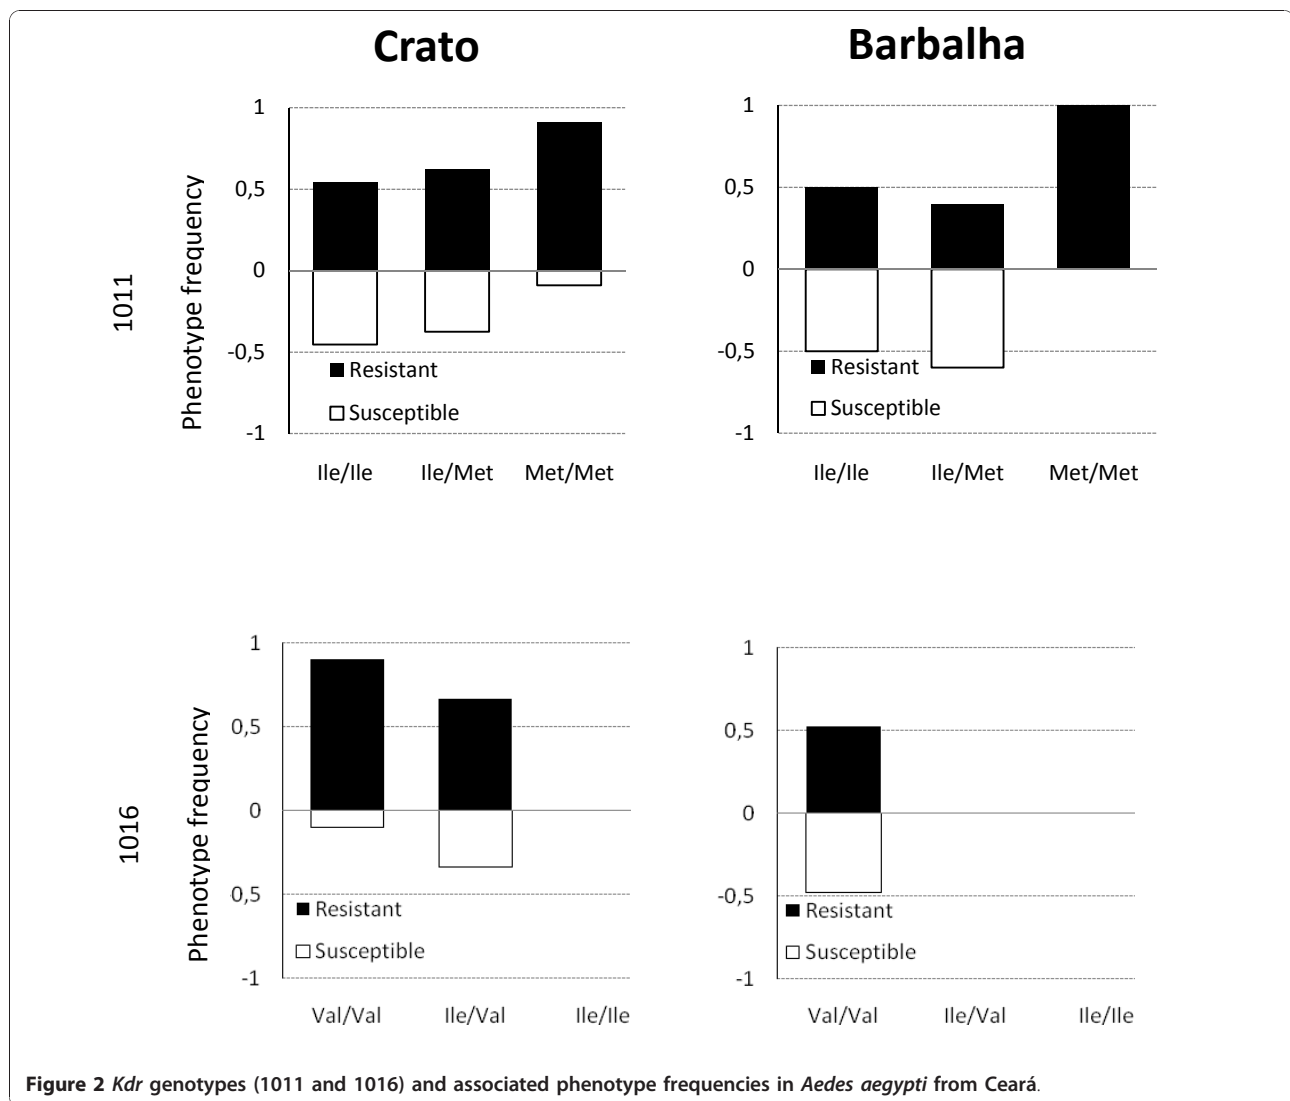 Crato
Barbalha
1011
Phenotype frequency
1
0,5
0
-0,5
-1
Resistant
Susceptible
Ile/Ile Ile/Met Met/Met
1
0,5
0
-0,5
-1
Resistant
Susceptible
Ile/Ile Ile/Met Met/Met
1016
Phenotype frequency
1
0,5
0
0,5
-1
Resistant
Susceptible
Val/Val Ile/Val Ile/Ile
1
0,5
0
-0,5
-1
Resistant
Susceptible
Val/Val Ile/Val Ile/Ile
Figure 2 Kdr genotypes (1011 and 1016) and associated phenotype frequencies in Aedes aegypti from Ceará.